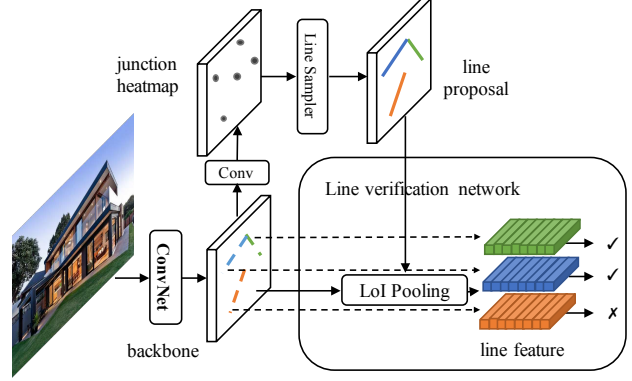 junction
heatmap
Line Sampler
line
proposal
Conv
Line verification network
ConvNet
LoI Pooling
✓
✓
✗
backbone
line feature